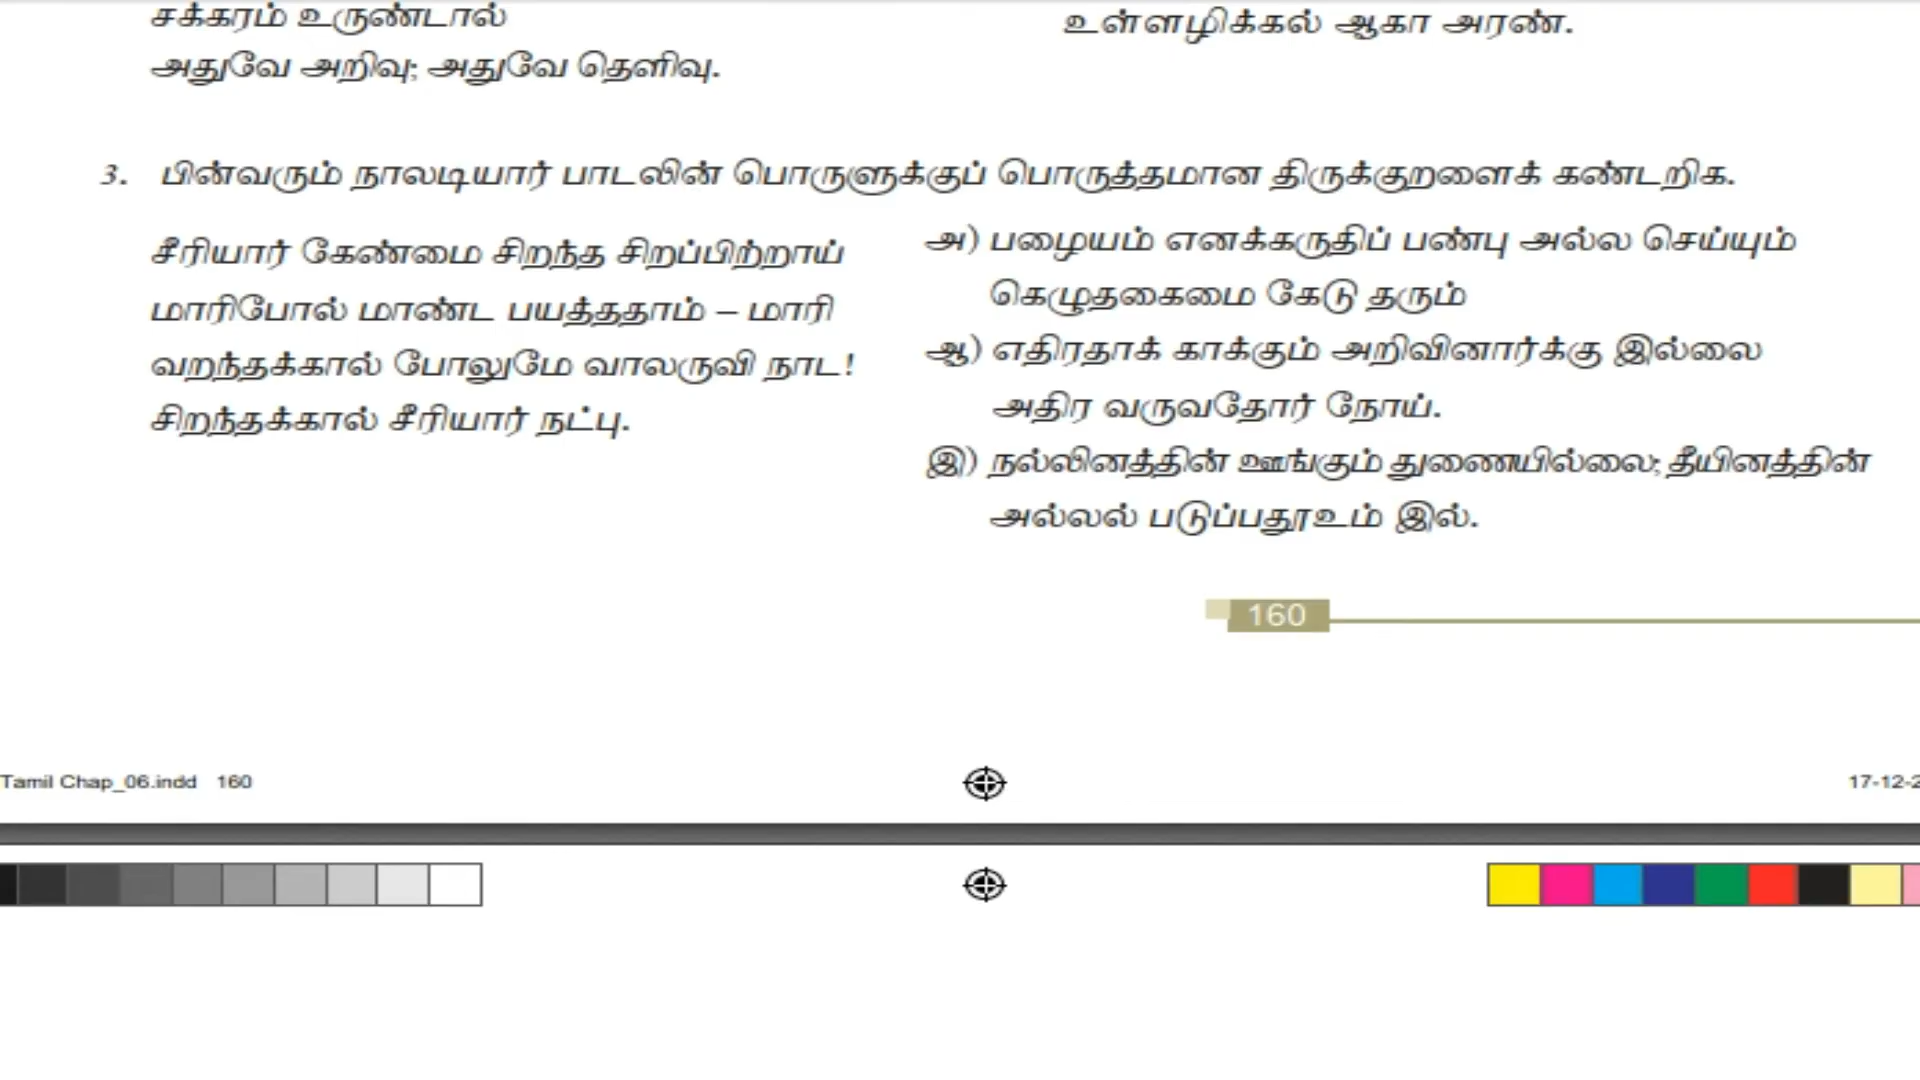 சக்கரம் உருண்டால்
அதுவே அறிவு; அதுவே தெளிவு.
உள்ளழிக்கல் ஆகா அரண்.
3. பின்வரும் நாலடியார் பாடலின் பொருளுக்குப் பொருத்தமான திருக்குறளைக் கண்டறிக.
சீரியார் கேண்மை சிறந்த சிறப்பிற்றாய்
மாரிபோல் மாண்ட பயத்ததாம் – மாரி
வறந்தக்கால் போலுமே வாலருவி நாட!
சிறந்தக்கால் சீரியார் நட்பு.
அ) பழையம் எனக்கருதிப் பண்பு அல்ல செய்யும்
கெழுதகைமை கேடு தரும்
ஆ) எதிரதாக் காக்கும் அறிவினார்க்கு இல்லை
அதிர வருவதோர் நோய்.
இ) நல்லினத்தின் ஊங்கும் துணையில்லை; தீயினத்தின்
அல்லல் படுப்பதூஉம் இல்.
160
Tamil Chap_06.indd 160
17-12-2